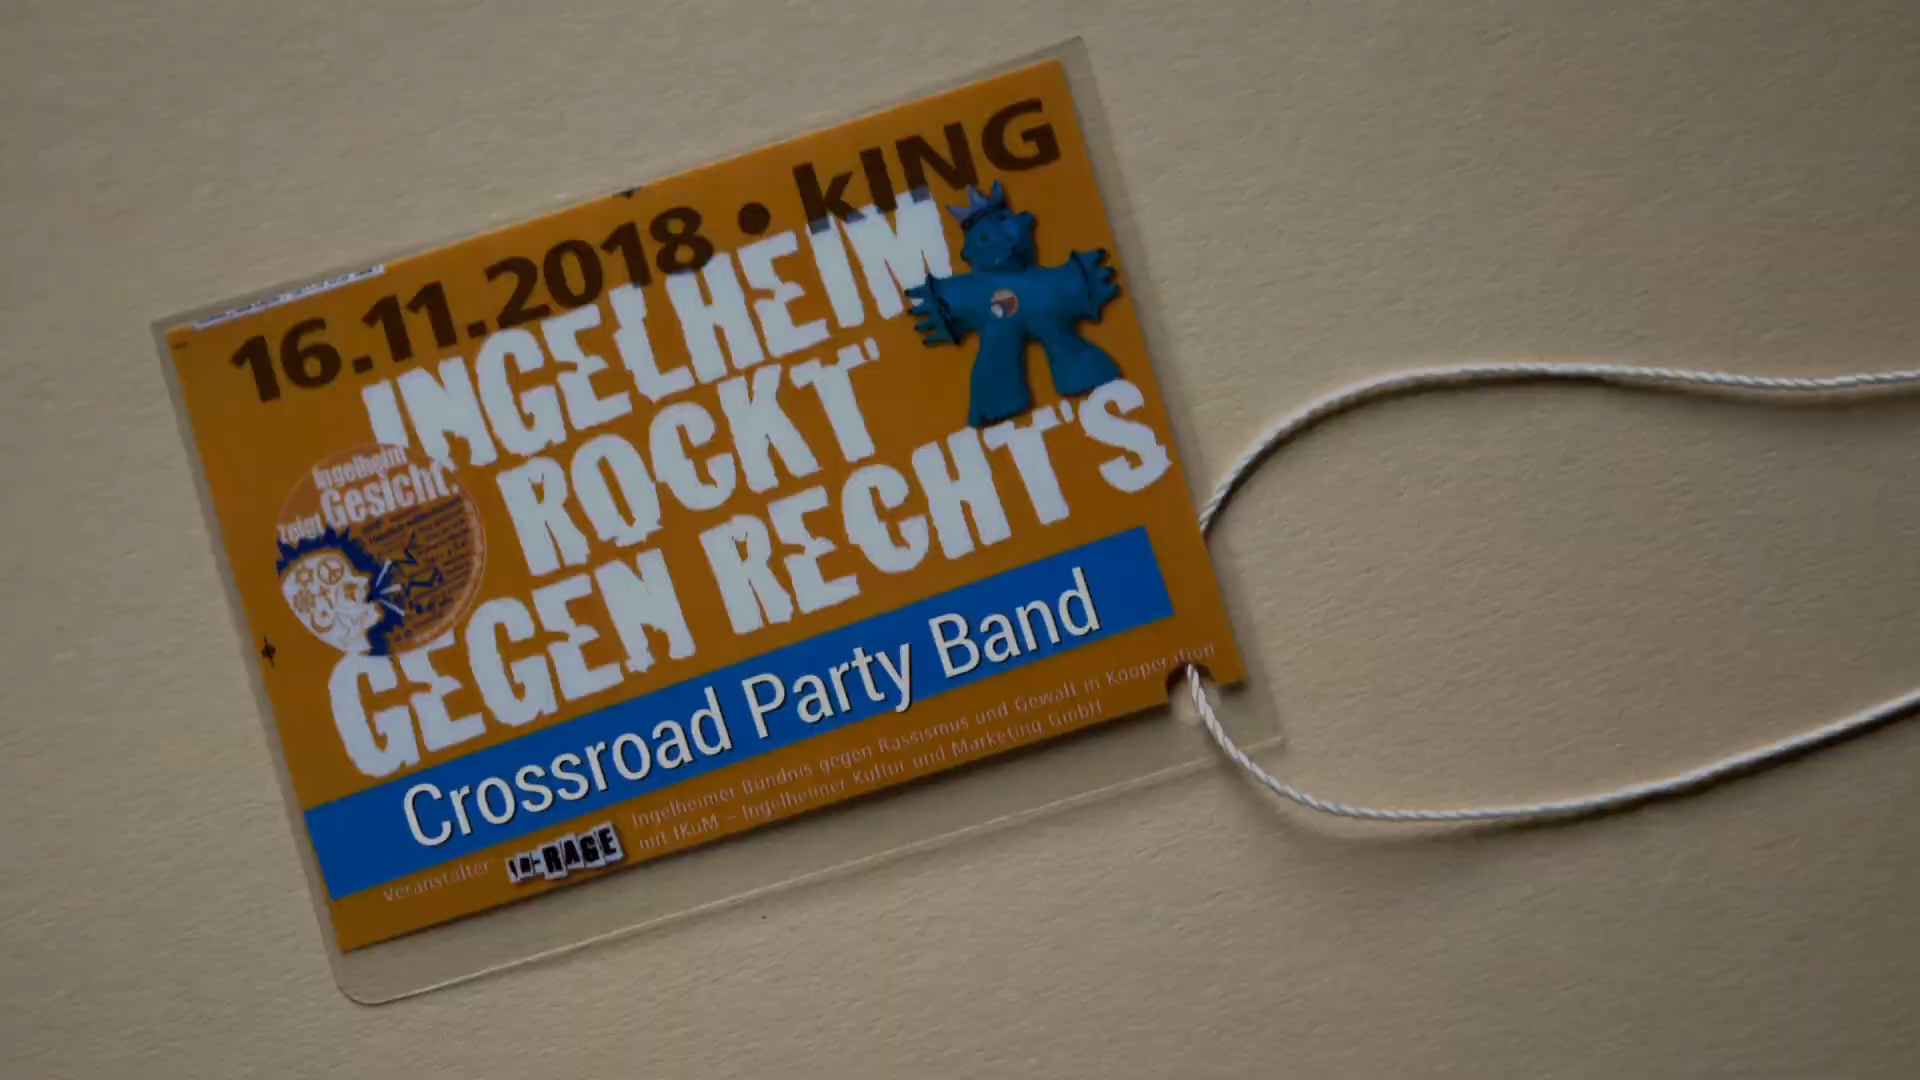 16.11.2018 • kING
INGELHEIM
ROCKT'
GEGEN RECHT'S
Ingelheim
zeigt Gesicht.
Crossroad Party Band
Veranstalter
RAGE
Ingelheimer Bündnis gegen Rassismus und Gewalt in Kooperation
mit IKuM – Ingelheimer Kultur und Marketing GmbH